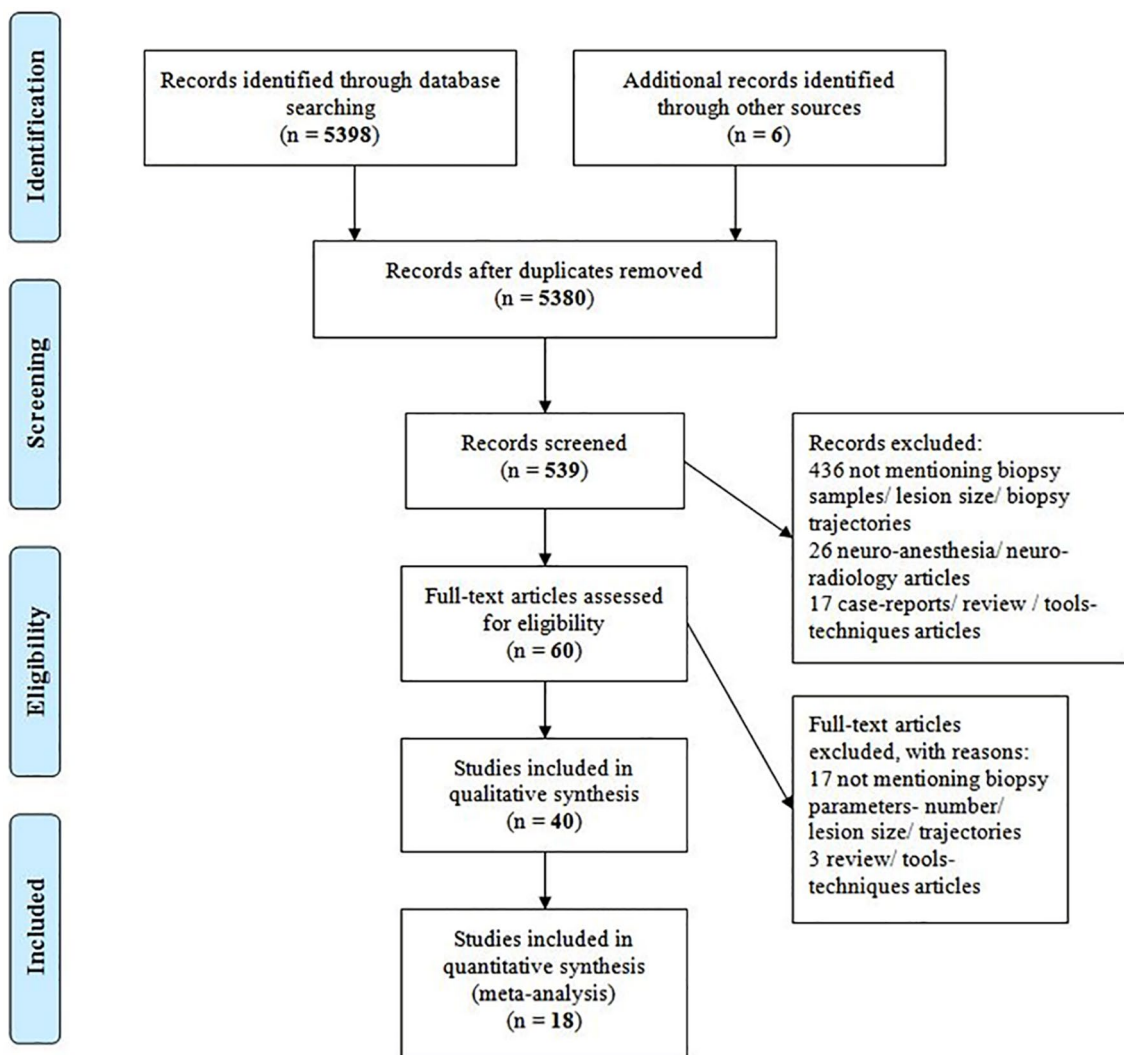 Identification
Records identified through database
searching
(n = 5398)
Additional records identified
through other sources
(n = 6)
Records after duplicates removed
(n = 5380)
Screening
Records screened
(n = 539)
Records excluded:
436 not mentioning biopsy
samples/ lesion size/ biopsy
trajectories
26 neuro-anesthesia/ neuro-
radiology articles
17 case-reports/ review / tools-
techniques articles
Eligibility
Full-text articles assessed
for eligibility
(n = 60)
Full-text articles
excluded, with reasons:
17 not mentioning biopsy
parameters- number/
lesion size/ trajectories
3 review/ tools-
techniques articles
Studies included in
qualitative synthesis
(n = 40)
Included
Studies included in
quantitative synthesis
(meta-analysis)
(n = 18)